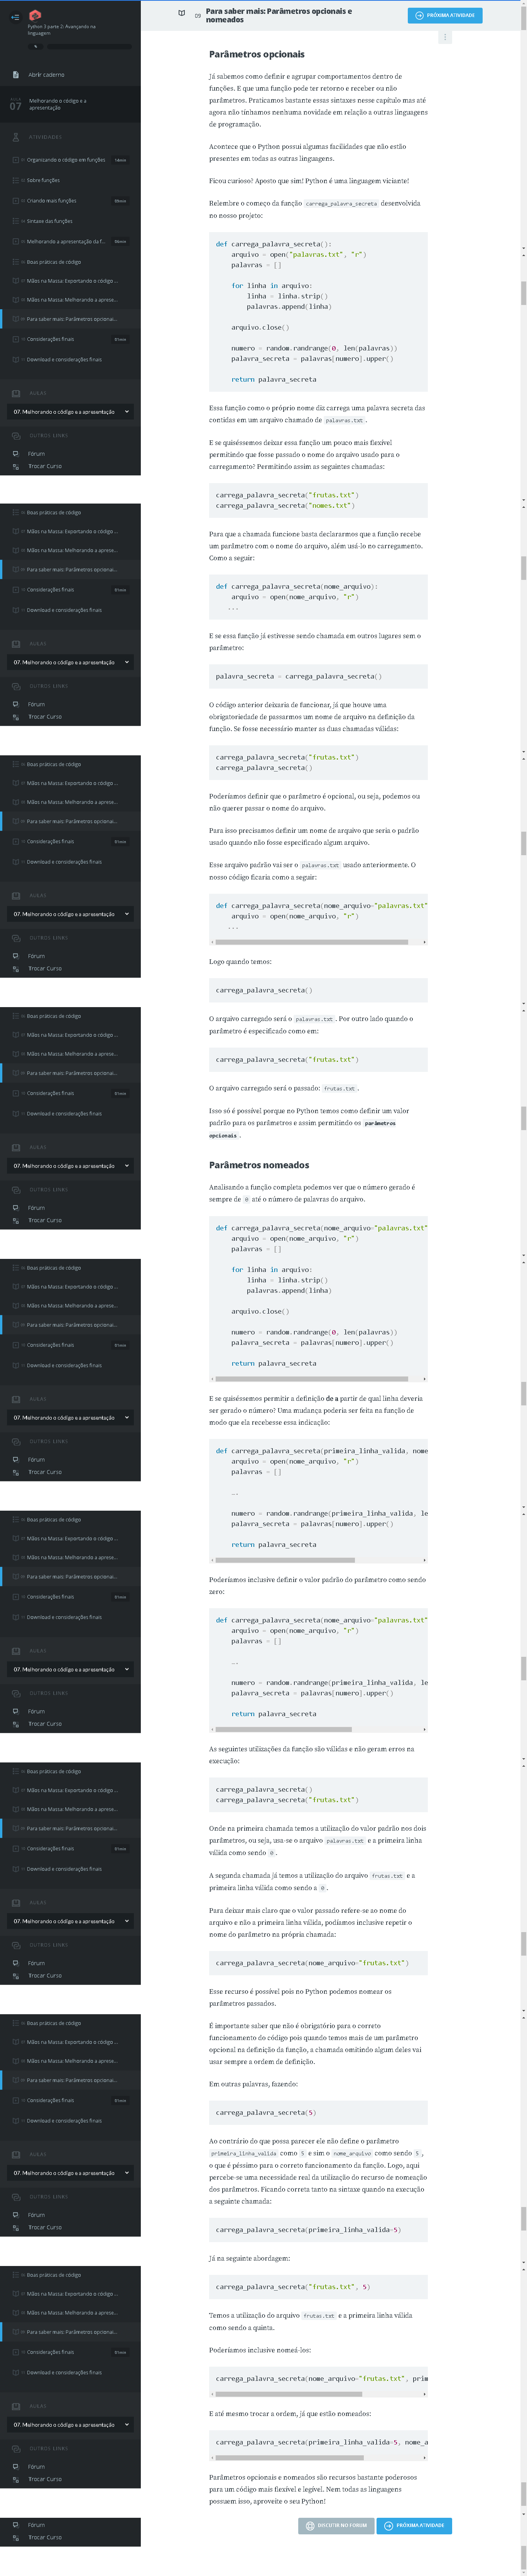 Python 3 parte 2: Avançando na
linguagem
Abrir caderno
07
Melhorando o código e a
apresentação
ATIVIDADES
Organizando o código em funções
Sobre funções
Criando mais funções
Sintaxe das funções
Melhorando a apresentação da f...
Boas práticas de código
Mãos na Massa: Exportando o código ...
Mãos na Massa: Melhorando a aprese...
Para saber mais: Parâmetros opcionai...
Considerações finais
Download e considerações finais
AULAS
07. Melhorando o código e a apresentação
OUTROS LINKS
Fórum
Trocar Curso
09 Para saber mais: Parâmetros opcionais e
nomeados
PRÓXIMA ATIVIDADE
Parâmetros opcionais
Já sabemos como definir e agrupar comportamentos dentro de
funções. E que uma função pode ter retorno e receber ou não
parâmetros. Praticamos bastante essas sintaxes nesse capítulo mas até
agora não tínhamos nenhuma novidade em relação a outras linguagens
de programação.
Acontece que o Python possui algumas facilidades que não estão
presentes em todas as outras linguagens.
Ficou curioso? Aposto que sim! Python é uma linguagem viciante!
Relembre o começo da função carrega_palavra_secreta desenvolvida
no nosso projeto:
def carrega_palavra_secreta():
arquivo = open("palavras.txt", "r")
palavras = []
for linha in arquivo:
linha = linha.strip()
palavras.append(linha)
arquivo.close()
numero = random.randrange(0, len(palavras))
palavra_secreta = palavras[numero].upper()
return palavra_secreta
Essa função como o próprio nome diz carrega uma palavra secreta das
contidas em um arquivo chamado de palavras.txt.
E se quiséssemos deixar essa função um pouco mais flexível
permitindo que fosse passado o nome do arquivo usado para o
carregamento? Permitindo assim as seguintes chamadas:
carrega_palavra_secreta("frutas.txt")
carrega_palavra_secreta("nomes.txt")
Para que a chamada funcione basta declararmos que a função recebe
um parâmetro com o nome do arquivo, além usá-lo no carregamento.
Como a seguir:
def carrega_palavra_secreta(nome_arquivo):
arquivo = open(nome_arquivo, "r")
...
E se essa função já estivesse sendo chamada em outros lugares sem o
parâmetro:
palavra_secreta = carrega_palavra_secreta()
O código anterior deixaria de funcionar, já que houve uma
obrigatoriedade de passarmos um nome de arquivo na definição da
função. Se fosse necessário manter as duas chamadas válidas:
carrega_palavra_secreta("frutas.txt")
carrega_palavra_secreta()
Poderíamos definir que o parâmetro é opcional, ou seja, podemos ou
não querer passar o nome do arquivo.
Para isso precisamos definir um nome de arquivo que seria o padrão
usado quando não fosse especificado algum arquivo.
Esse arquivo padrão vai ser o palavras.txt usado anteriormente. O
nosso código ficaria como a seguir:
def carrega_palavra_secreta(nome_arquivo="palavras.txt"
arquivo = open(nome_arquivo, "r")
...
Logo quando temos:
carrega_palavra_secreta()
O arquivo carregado será o palavras.txt. Por outro lado quando o
parâmetro é especificado como em:
carrega_palavra_secreta("frutas.txt")
O arquivo carregado será o passado: frutas.txt.
Isso só é possível porque no Python temos como definir um valor
padrão para os parâmetros e assim permitindo os parâmetros
opcionais.
Parâmetros nomeados
Analisando a função completa podemos ver que o número gerado é
sempre de 0 até o número de palavras do arquivo.
def carrega_palavra_secreta(nome_arquivo="palavras.txt"
arquivo = open(nome_arquivo, "r")
palavras = []
for linha in arquivo:
linha = linha.strip()
palavras.append(linha)
arquivo.close()
numero = random.randrange(0, len(palavras))
palavra_secreta = palavras[numero].upper()
return palavra_secreta
E se quiséssemos permitir a definição de a partir de qual linha deveria
ser gerado o número? Uma mudança poderia ser feita na função de
modo que ela recebesse essa indicação:
def carrega_palavra_secreta(primeira_linha_valida, nome
arquivo = open(nome_arquivo, "r")
palavras = []
...
numero = random.randrange(primeira_linha_valida, le
palavra_secreta = palavras[numero].upper()
return palavra_secreta
Poderíamos inclusive definir o valor padrão do parâmetro como sendo
zero:
def carrega_palavra_secreta(nome_arquivo="palavras.txt"
arquivo = open(nome_arquivo, "r")
palavras = []
...
numero = random.randrange(primeira_linha_valida, le
palavra_secreta = palavras[numero].upper()
return palavra_secreta
As seguintes utilizações da função são válidas e não geram erros na
execução:
carrega_palavra_secreta()
carrega_palavra_secreta("frutas.txt")
Onde na primeira chamada temos a utilização do valor padrão nos dois
parâmetros, ou seja, usa-se o arquivo palavras.txt e a primeira linha
válida como sendo 0.
A segunda chamada já temos a utilização do arquivo frutas.txt e a
primeira linha válida como sendo a 0.
Para deixar mais claro que o valor passado refere-se ao nome do
arquivo e não a primeira linha válida, podíamos inclusive repetir o
nome do parâmetro na própria chamada:
carrega_palavra_secreta(nome_arquivo="frutas.txt")
Esse recurso é possível pois no Python podemos nomear os
parâmetros passados.
É importante saber que não é obrigatório para o correto
funcionamento do código pois quando temos mais de um parâmetro
opcional na definição da função, a chamada omitindo algum deles vai
usar sempre a ordem de definição.
Em outras palavras, fazendo:
carrega_palavra_secreta(5)
Ao contrário do que possa parecer ele não define o parâmetro
primeira_linha_valida como 5 e sim o nome_arquivo como sendo 5,
o que é péssimo para o correto funcionamento da função. Logo, aqui
percebe-se uma necessidade real da utilização do recurso de nomeação
dos parâmetros. Ficando correta tanto na sintaxe quando na execução
a seguinte chamada:
carrega_palavra_secreta(primeira_linha_valida=5)
Já na seguinte abordagem:
carrega_palavra_secreta("frutas.txt", 5)
Temos a utilização do arquivo frutas.txt e a primeira linha válida
como sendo a quinta.
Poderíamos inclusive nomeá-los:
carrega_palavra_secreta(nome_arquivo="frutas.txt", prim
E até mesmo trocar a ordem, já que estão nomeados:
carrega_palavra_secreta(primeira_linha_valida=5, nome_a
Parâmetros opcionais e nomeados são recursos bastante poderosos
para um código mais flexível e legível. Nem todas as linguagens
possuem isso, aproveite o seu Python!
DISCUTIR NO FORUM
PRÓXIMA ATIVIDADE